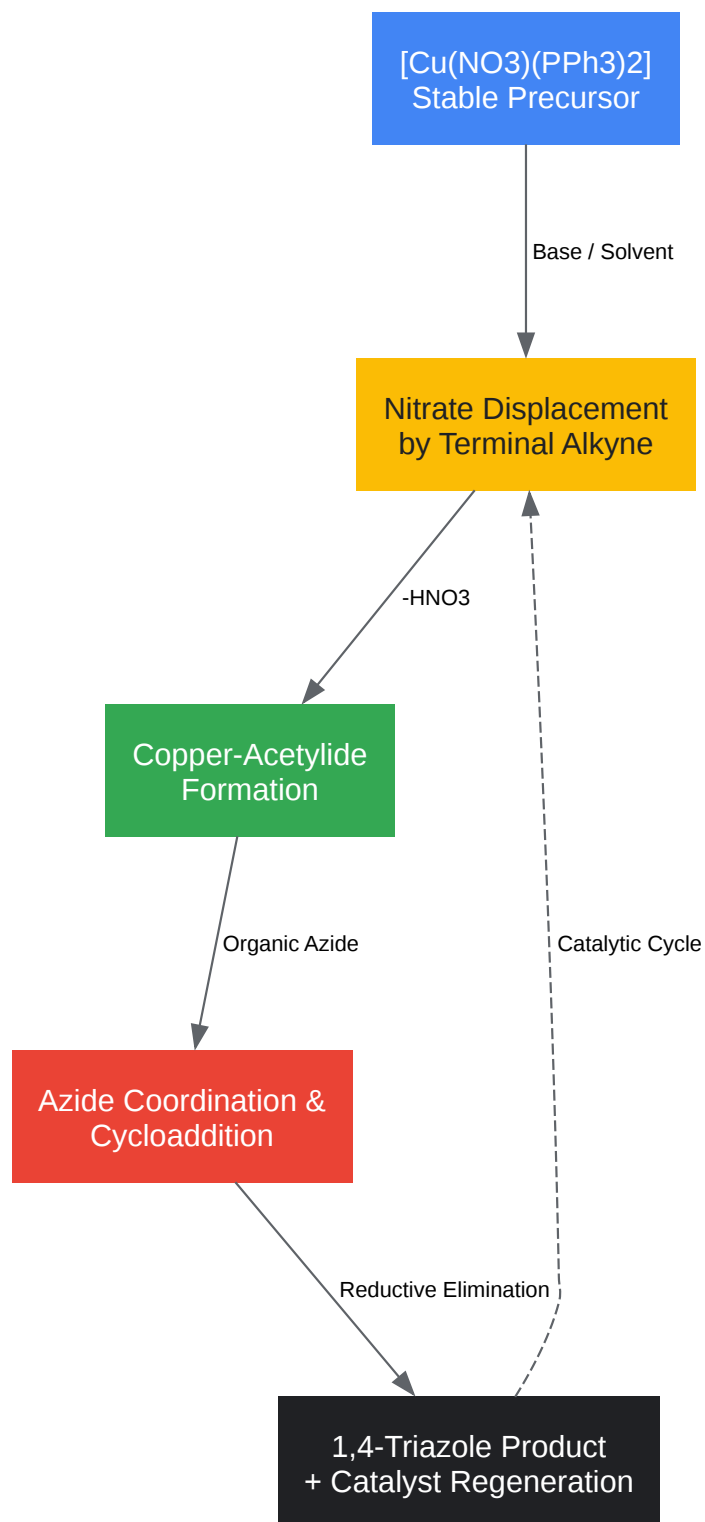 [Cu(NO3)(PPh3)2]
Stable Precursor
Base / Solvent
Nitrate Displacement
by Terminal Alkyne
-HNO3
Copper-Acetylide
Formation
Organic Azide
Catalytic Cycle
Azide Coordination &
Cycloaddition
Reductive Elimination
1,4-Triazole Product
+ Catalyst Regeneration